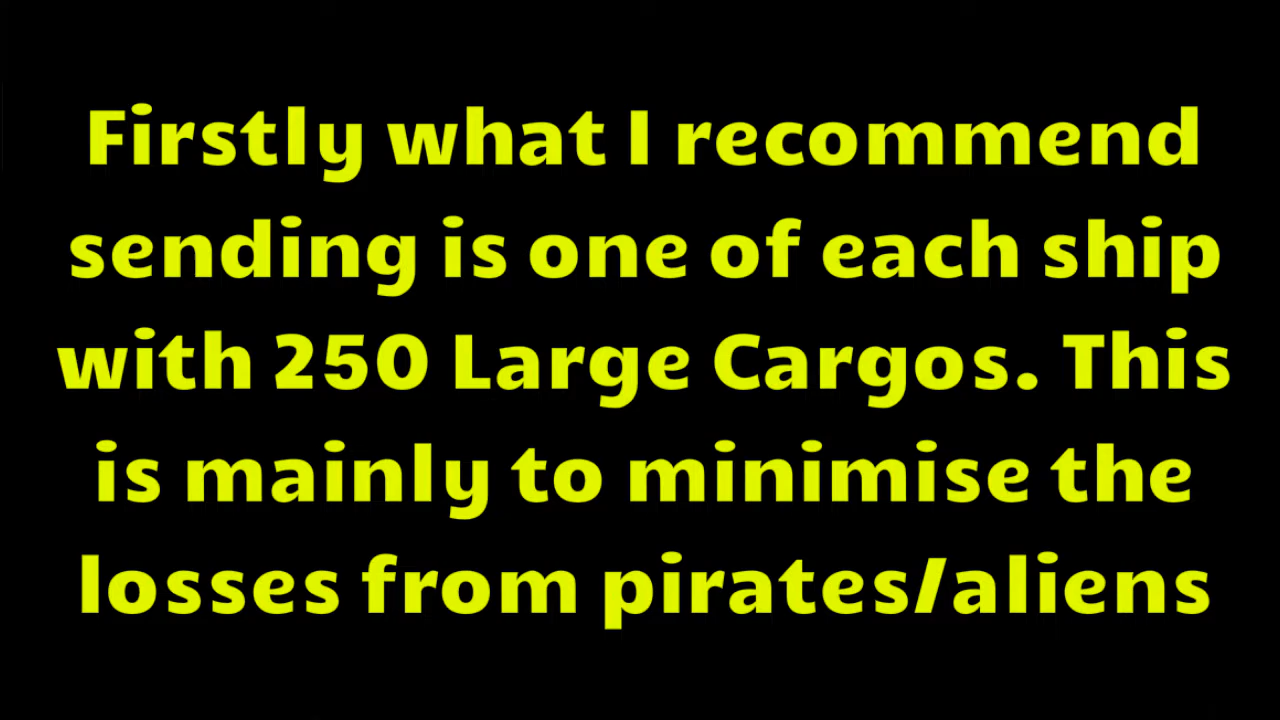 Firstly what I recommend
sending is one of each ship
with 250 Large Cargos. This
is mainly to minimise the
losses from pirates/aliens